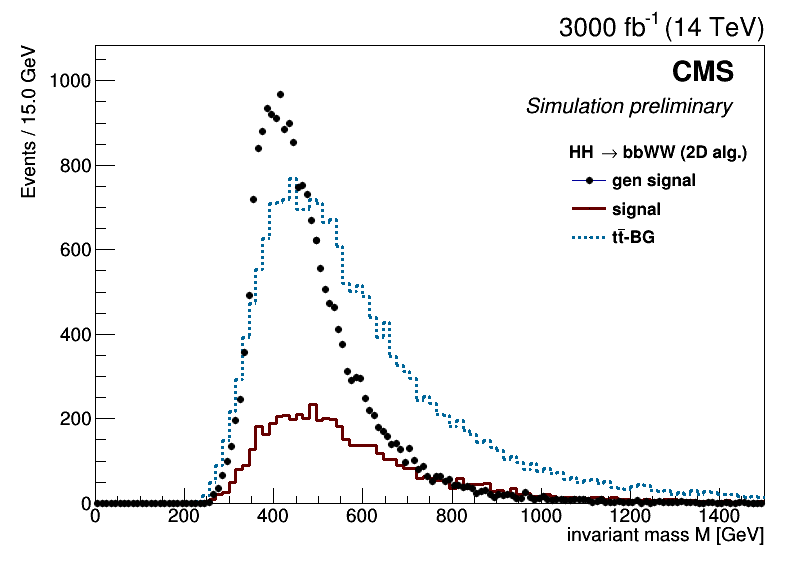 3000 fb-1 (14 TeV)
CMS
Simulation preliminary
HH → bbWW (2D alg.)
gen signal
signal
tt̄-BG
Events / 15.0 GeV
1000
800
600
400
200
0
0 200 400 600 800 1000 1200 1400
invariant mass M [GeV]